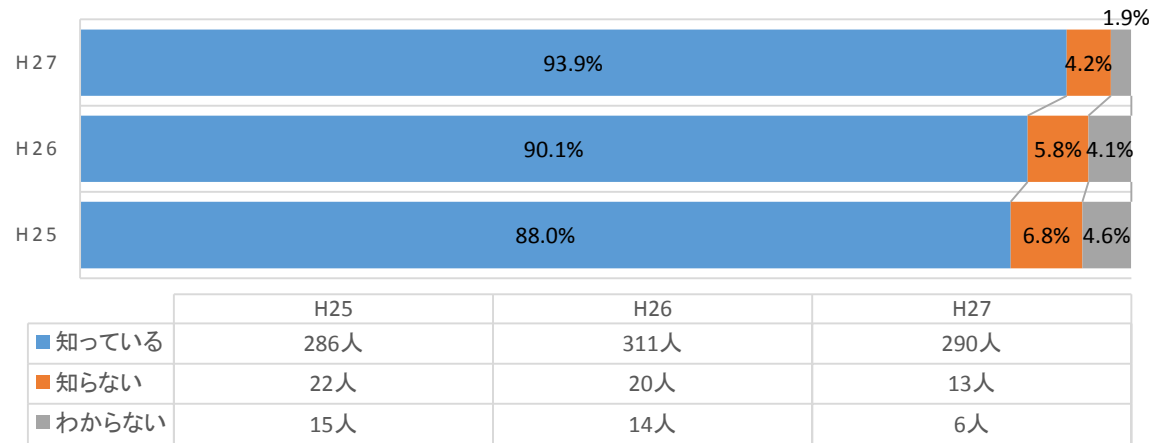 1.9%
H27 93.9% 4.2%
H26 90.1% 5.8% 4.1%
H25 88.0% 6.8% 4.6%
H25 H26 H27
知っている 286人 311人 290人
知らない 22人 20人 13人
わからない 15人 14人 6人